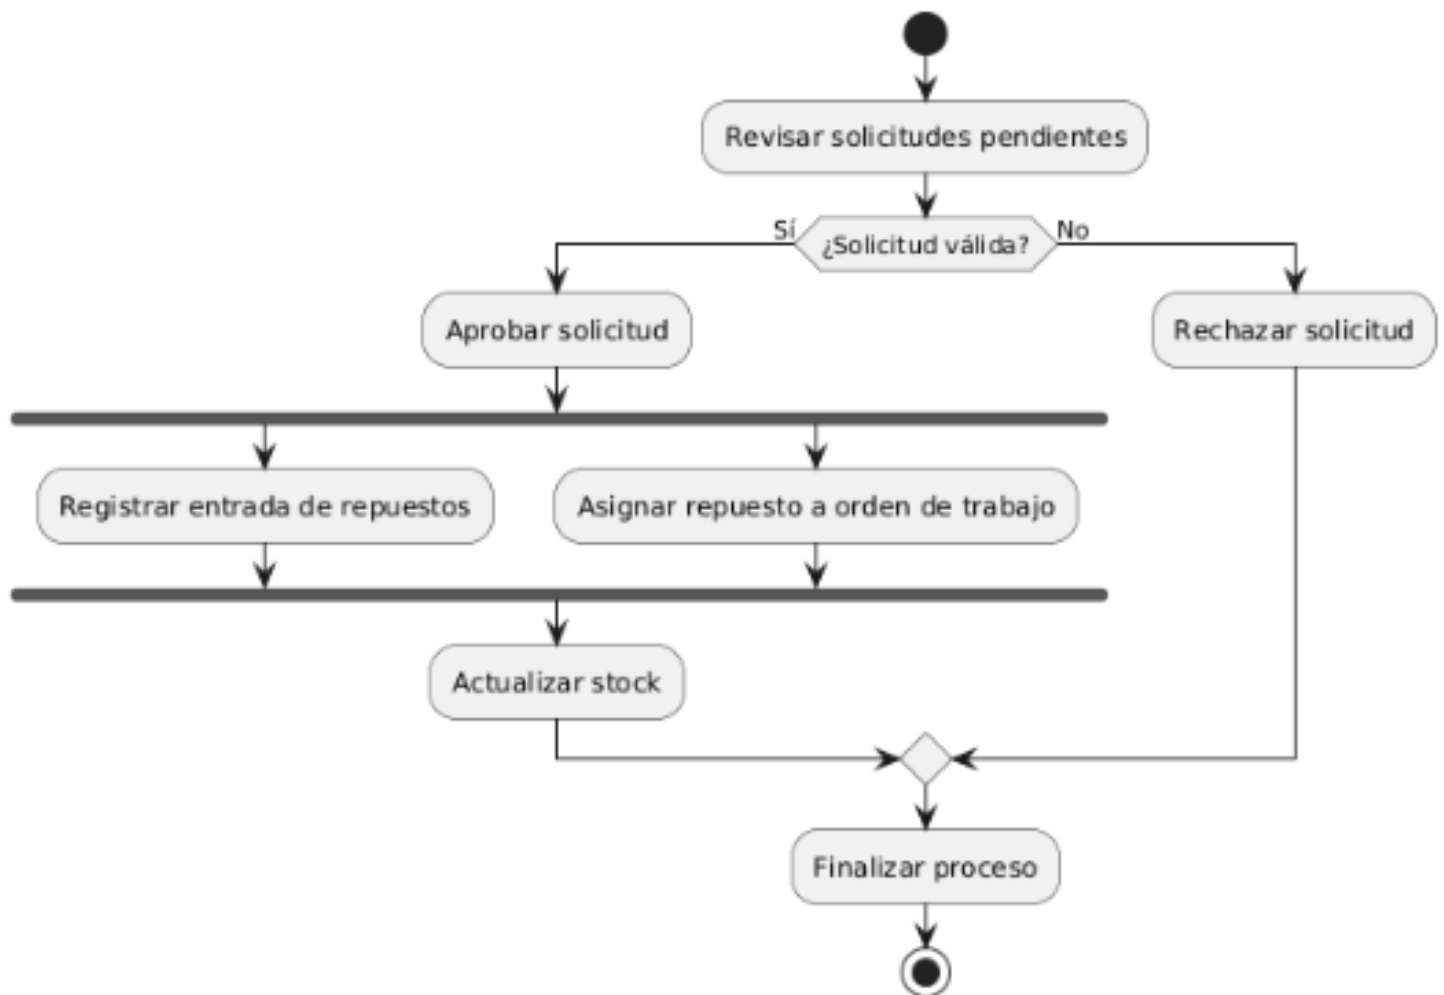 Revisar solicitudes pendientes
Sí
¿Solicitud válida?
No
Aprobar solicitud
Rechazar solicitud
Registrar entrada de repuestos
Asignar repuesto a orden de trabajo
Actualizar stock
Finalizar proceso